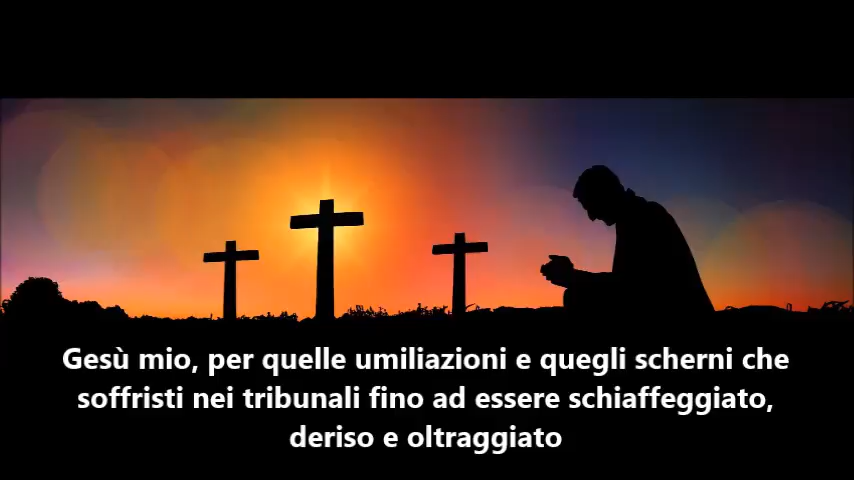 Gesù mio, per quelle umiliazioni e quegli scherni che
soffristi nei tribunali fino ad essere schiaffeggiato,
deriso e oltraggiato